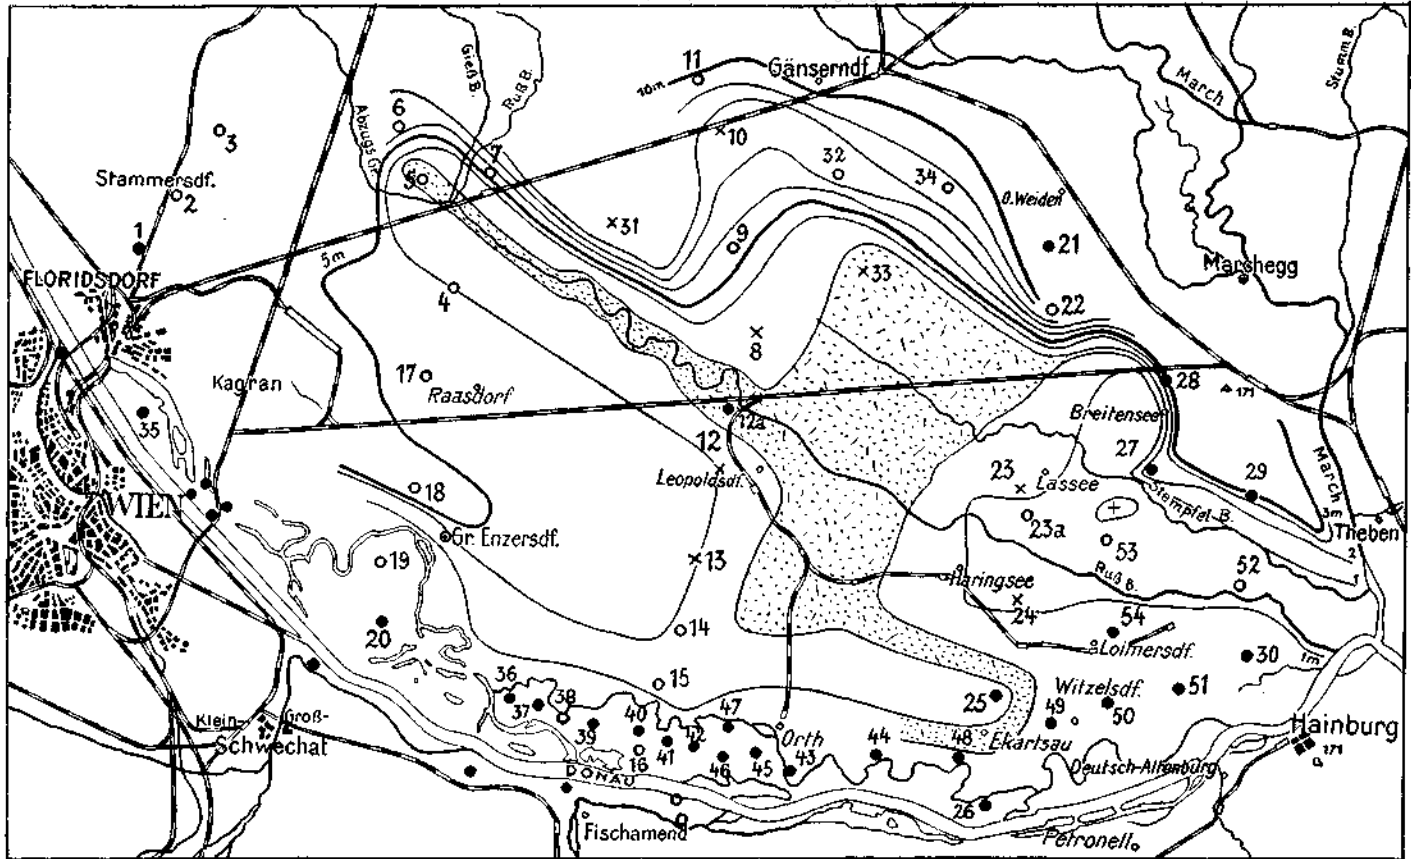 Gieß B.
Ruß B.
Stumm B.
11
Gänserndf.
10m
March
6
Abzugs Gr.
10
3
7
Stammersdf.
2
5
32
34
O. Weiden
1
31
9
21
Marchegg
5m
33
FLORIDSDORF
4
22
8
17
Raasdorf
Kagran
28
171
Breitensee
35
12a
12
27
March
Leopoldsdf.
23
Lassee
29
18
WIEN
Stempfel-B.
3m
Theben
Gr. Enzersdf.
23a
53
2
19
13
1
52
Haringsee
Ruß B.
24
54
20
14
Loimersdf.
30
1m
15
36
25
Witzelsdf.
51
37
38
40
47
49
50
Klein-
Groß-
39
42
Orth
44
48
Ekartsau
Hainburg
Schwechat
16
41
46
45
43
171
DONAU
Deutsch-Altenburg
26
Fischamend
Petronell